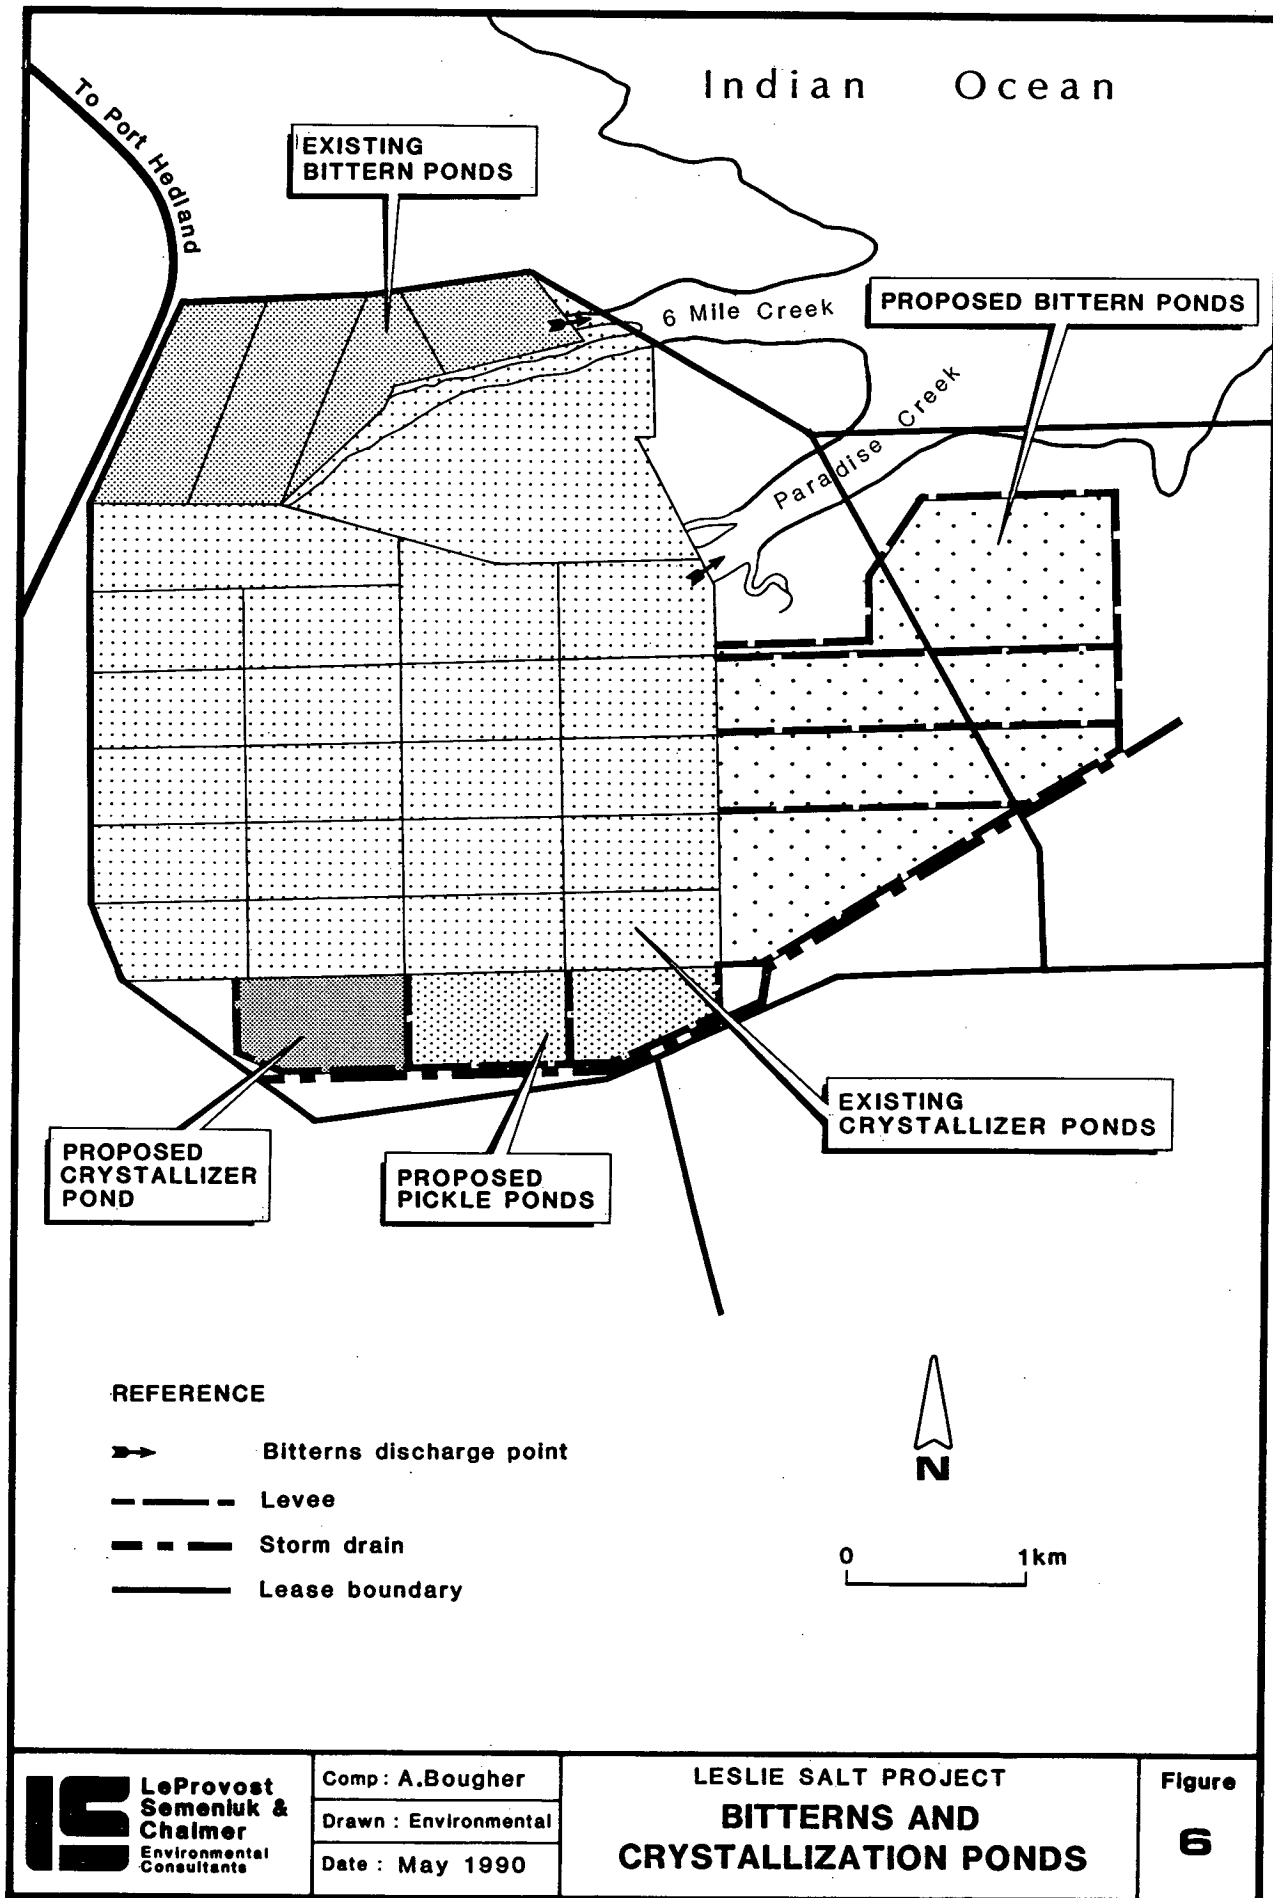 Indian Ocean
To Port Hedland
EXISTING
BITTERN PONDS
6 Mile Creek
PROPOSED BITTERN PONDS
Paradise Creek
EXISTING
CRYSTALLIZER PONDS
PROPOSED
CRYSTALLIZER
POND
PROPOSED
PICKLE PONDS
REFERENCE
Bitterns discharge point
Levee
Storm drain
Lease boundary
N
0 1km
LeProvost
Semeniuk &
Chalmer
Environmental
Consultants
Comp: A.Bougher
Drawn : Environmental
Date : May 1990
LESLIE SALT PROJECT
BITTERNS AND
CRYSTALLIZATION PONDS
Figure
6